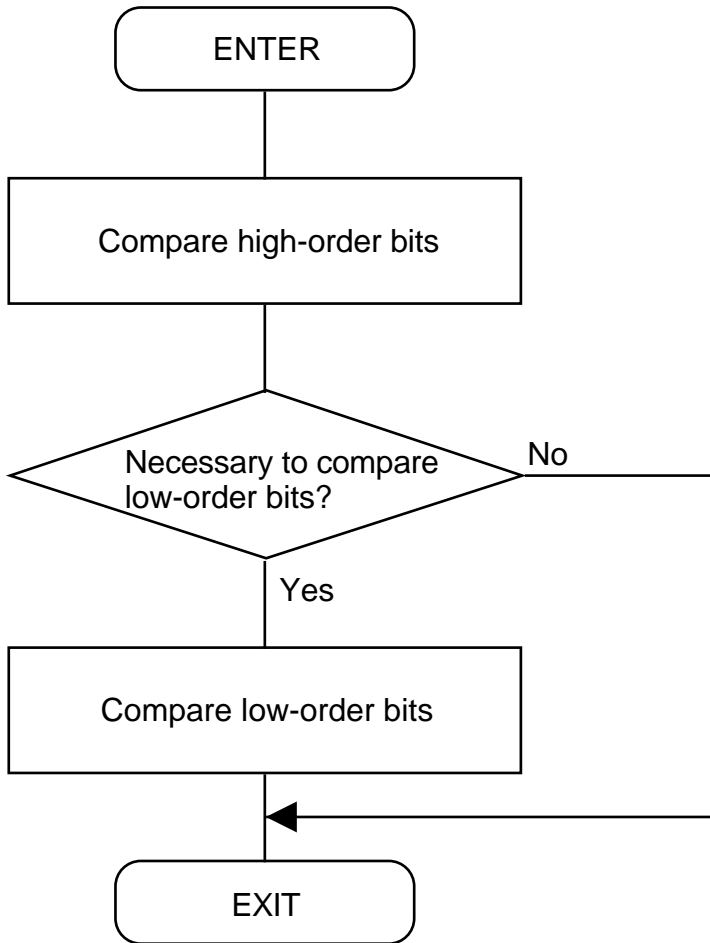 ENTER
Compare high-order bits
Necessary to compare
low-order bits?
No
Yes
Compare low-order bits
EXIT